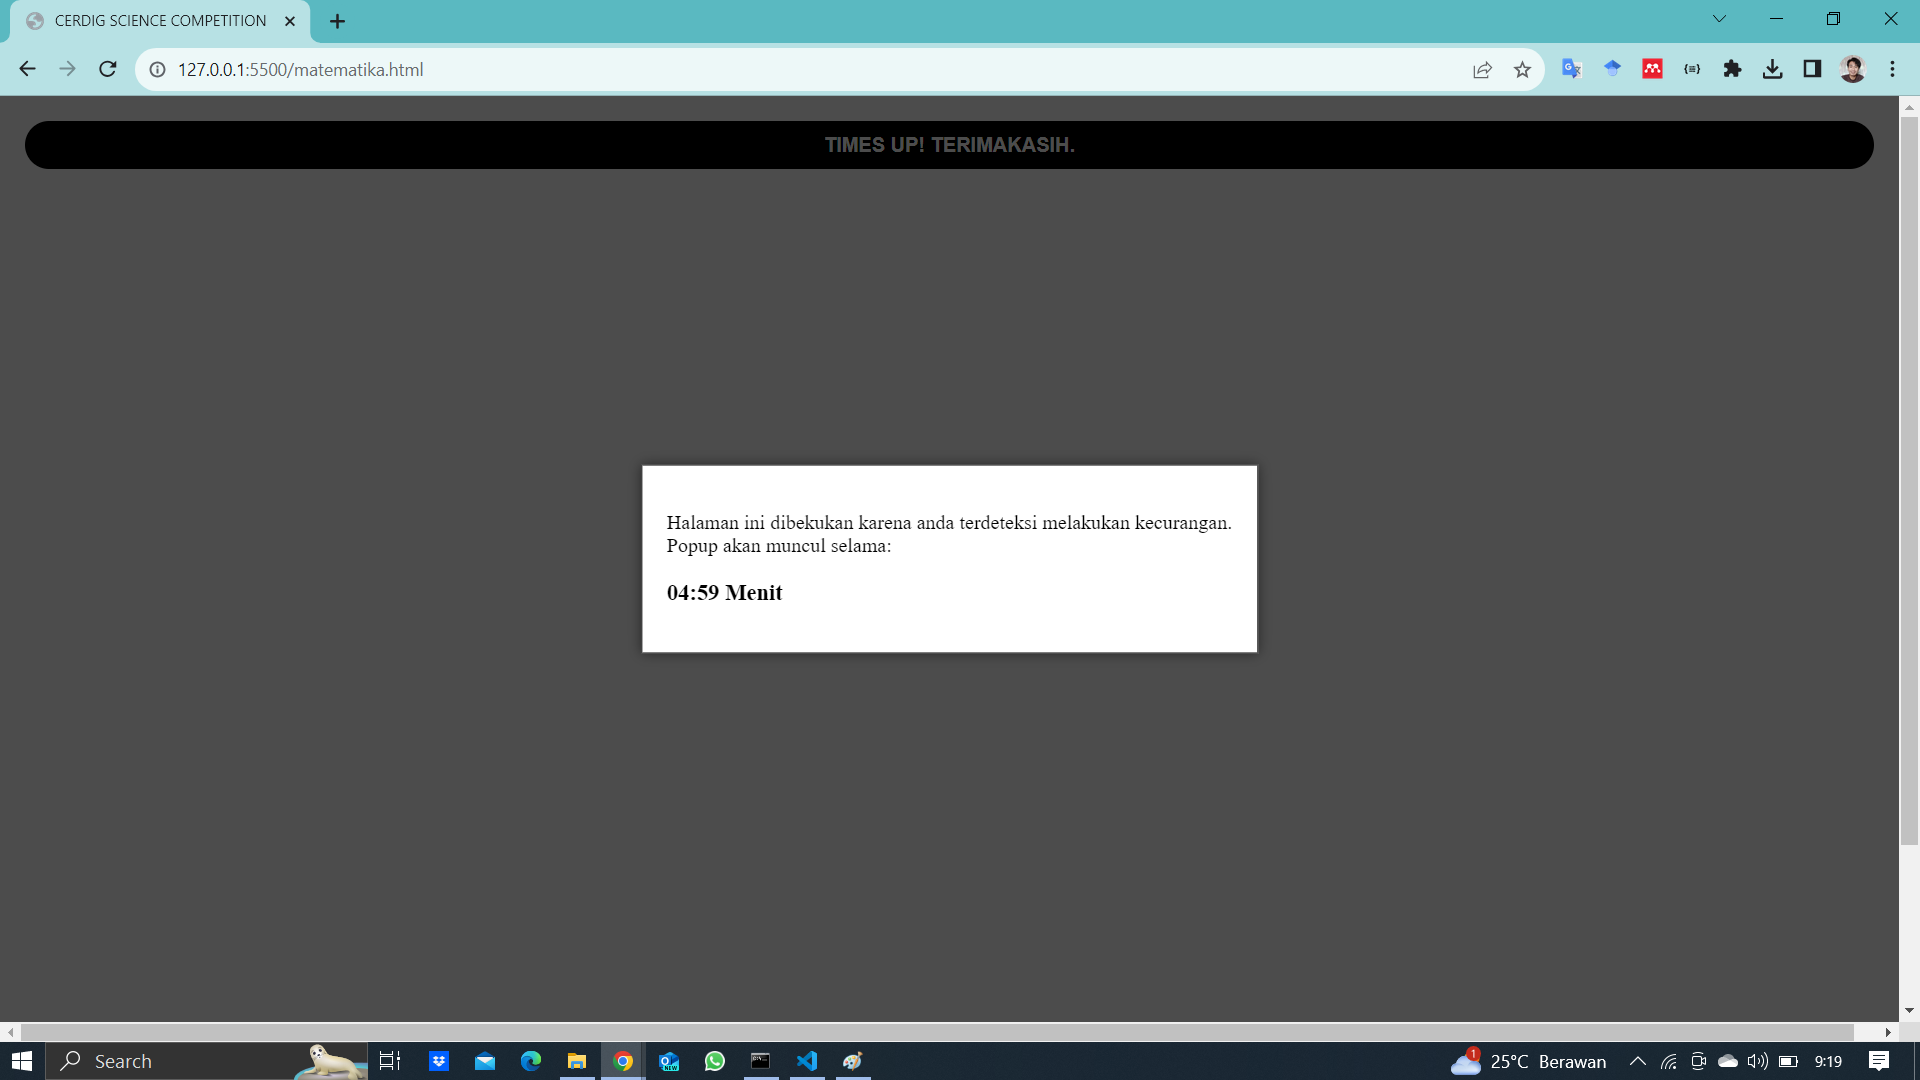 CERDIG SCIENCE COMPETITION
127.0.0.1:5500/matematika.html
TIMES UP! TERIMAKASIH.
Halaman ini dibekukan karena anda terdeteksi melakukan kecurangan.
Popup akan muncul selama:
04:59 Menit
Search
1
25°C Berawan
9:19